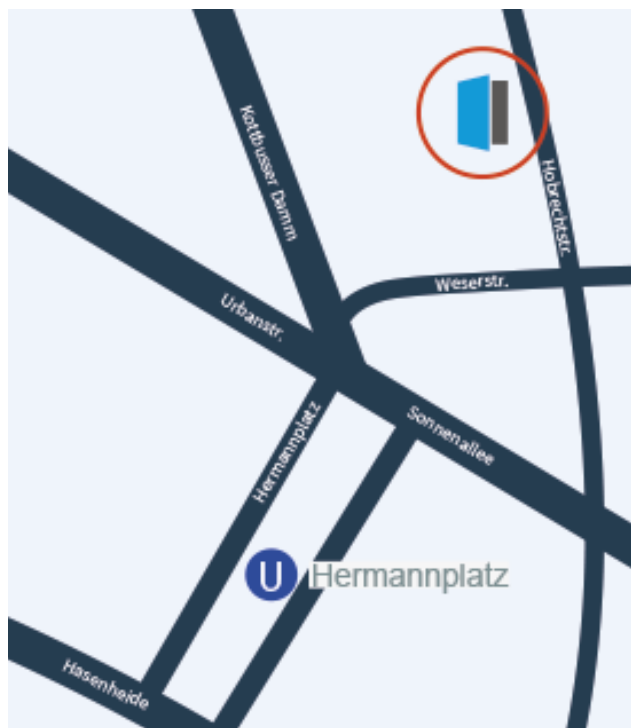 Kottbusser Damm
Hobrechtstr.
Weserstr.
Urbanstr.
Sonnenallee
Hermannplatz
U Hermannplatz
Hasenheide